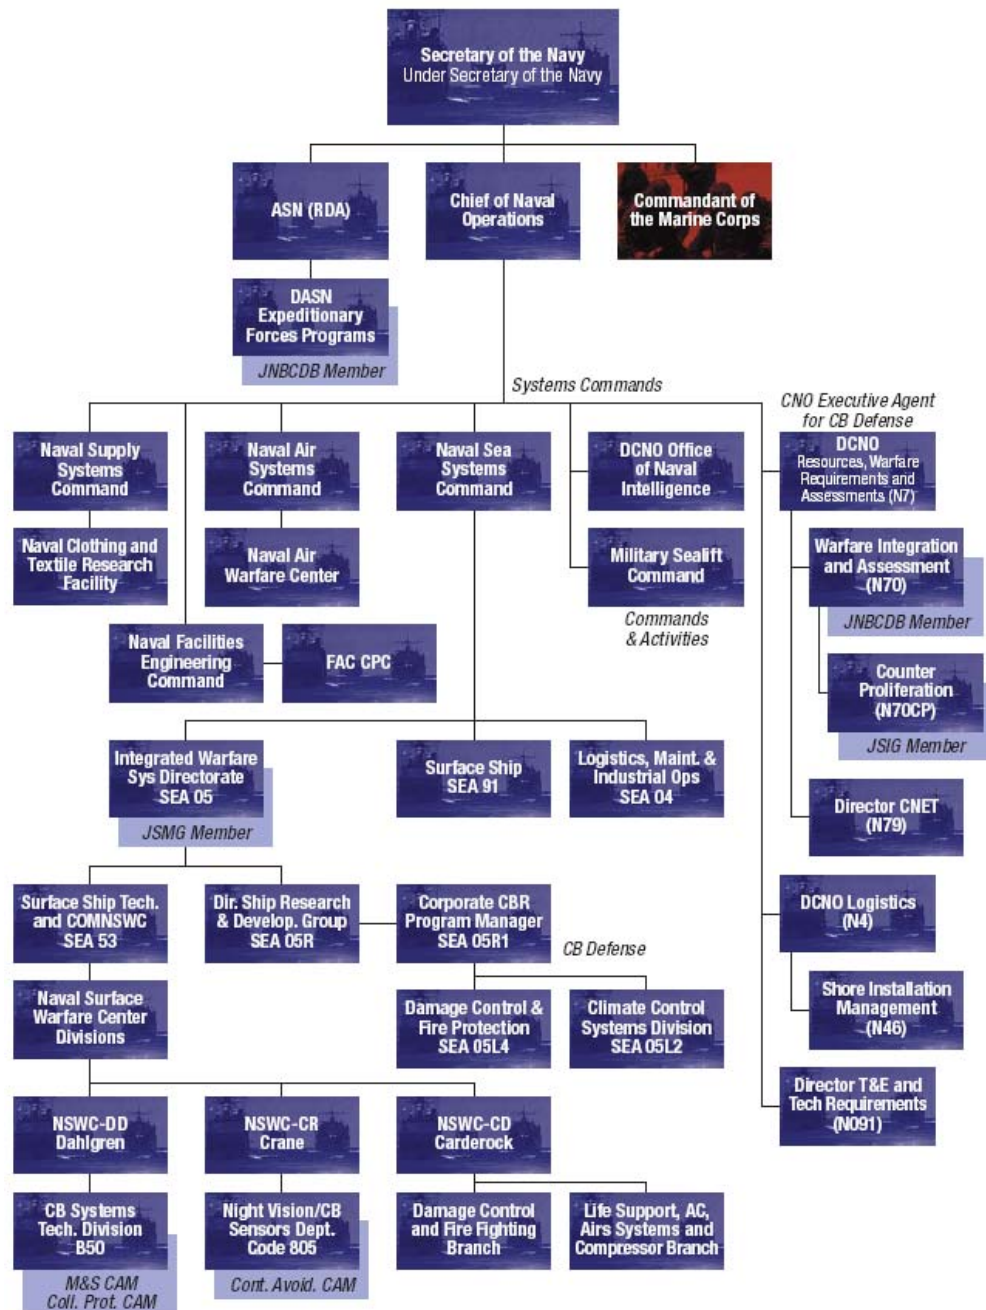 Secretary of the Navy
Under Secretary of the Navy
ASN (RDA)
Chief of Naval
Operations
Commandant of
the Marine Corps
DASN
Expeditionary
Forces Programs
JNBCDB Member
Systems Commands
CNO Executive Agent
for CB Defense
Naval Supply
Systems
Command
Naval Air
Systems
Command
Naval Sea
Systems
Command
DCNO Office
of Naval
Intelligence
DCNO
Resources, Warfare
Requirements and
Assessments (N7)
Naval Clothing and
Textile Research
Facility
Naval Air
Warfare Center
Military Sealift
Command
Commands
& Activities
Warfare Integration
and Assessment
(N70)
JNBCDB Member
Naval Facilities
Engineering
Command
FAC CPC
Counter
Proliferation
(N70CP)
JSIG Member
Integrated Warfare
Sys Directorate
SEA 05
JSMG Member
Surface Ship
SEA 91
Logistics, Maint. &
Industrial Ops
SEA 04
Director CNET
(N79)
Surface Ship Tech.
and COMNSWC
SEA 53
Dir. Ship Research
& Develop. Group
SEA 05R
Corporate CBR
Program Manager
SEA 05R1
CB Defense
DCNO Logistics
(N4)
Naval Surface
Warfare Center
Divisions
Damage Control &
Fire Protection
SEA 05L4
Climate Control
Systems Division
SEA 05L2
Shore Installation
Management
(N46)
Director T&E and
Tech Requirements
(N091)
NSWC-DD
Dahlgren
NSWC-CR
Crane
NSWC-CD
Carderock
CB Systems
Tech. Division
B50
M&S CAM
Coll. Prot. CAM
Night Vision/CB
Sensors Dept.
Code 805
Cont. Avoid. CAM
Damage Control
and Fire Fighting
Branch
Life Support, AC,
Airs Systems and
Compressor Branch